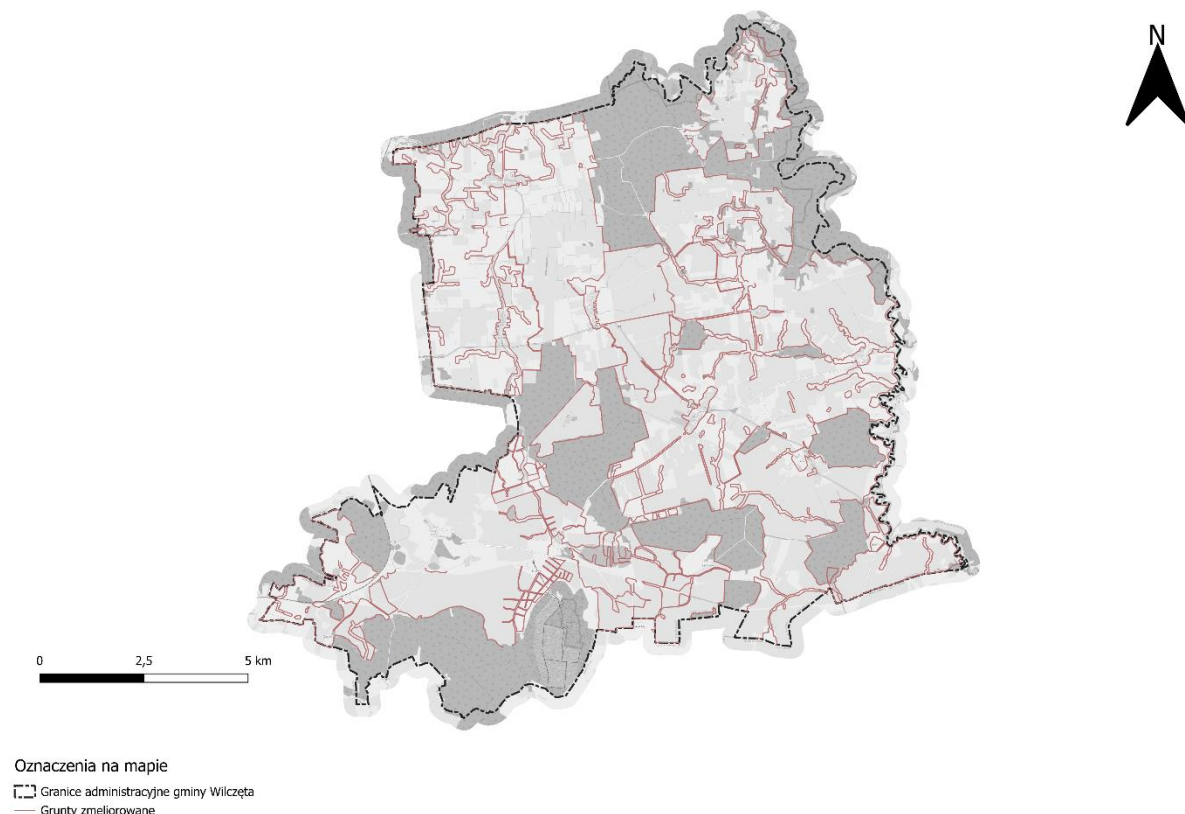 N
0 2,5 5 km
Oznaczenia na mapie
Granice administracyjne gminy Wilczęta
Grunty zmeliorowane